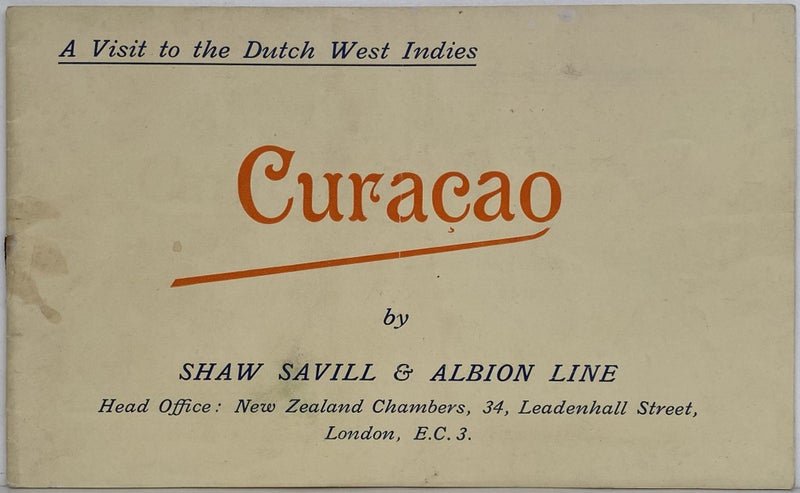 A Visit to the Dutch West Indies
Curaçao
by
SHAW SAVILL & ALBION LINE
Head Office: New Zealand Chambers, 34, Leadenhall Street,
London, E.C. 3.